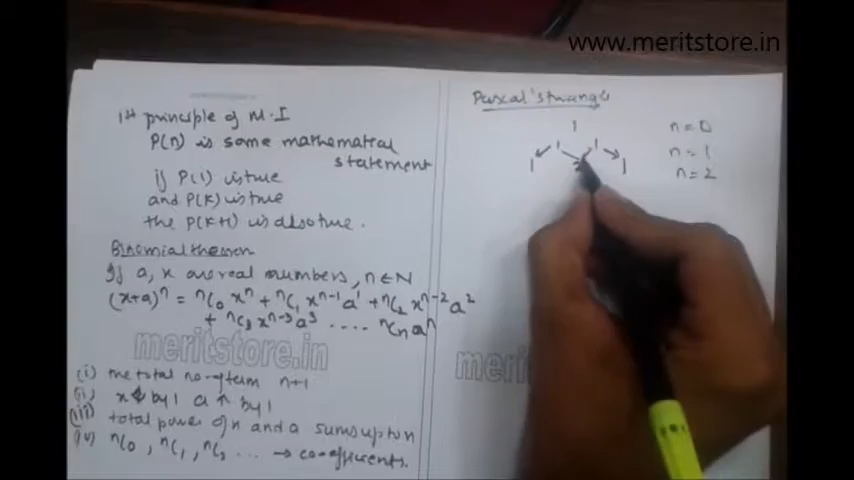 www.meritstore.in
1st principle of M.I
P(n) is some mathematical
statement
if P(1) is true
and P(K) is true
the P(K+1) is also true.
Binomial theorem
If a, x are real numbers, n ∈ N
(x+a)ⁿ = ⁿC₀ xⁿ + ⁿC₁ xⁿ⁻¹ a¹ + ⁿC₂ xⁿ⁻² a²
+ ⁿC₃ xⁿ⁻³ a³ .... ⁿCₙ aⁿ
meritstore.in
(i) the total no. of term n+1
(ii) x ↓ by 1 a ↑ by 1
(iii) total power of x and a sums up to n
(iv) ⁿC₀, ⁿC₁, ⁿC₂ ... → coefficients.
Pascal's triangle
1 n = 0
1 1 n = 1
1 2 1 n = 2